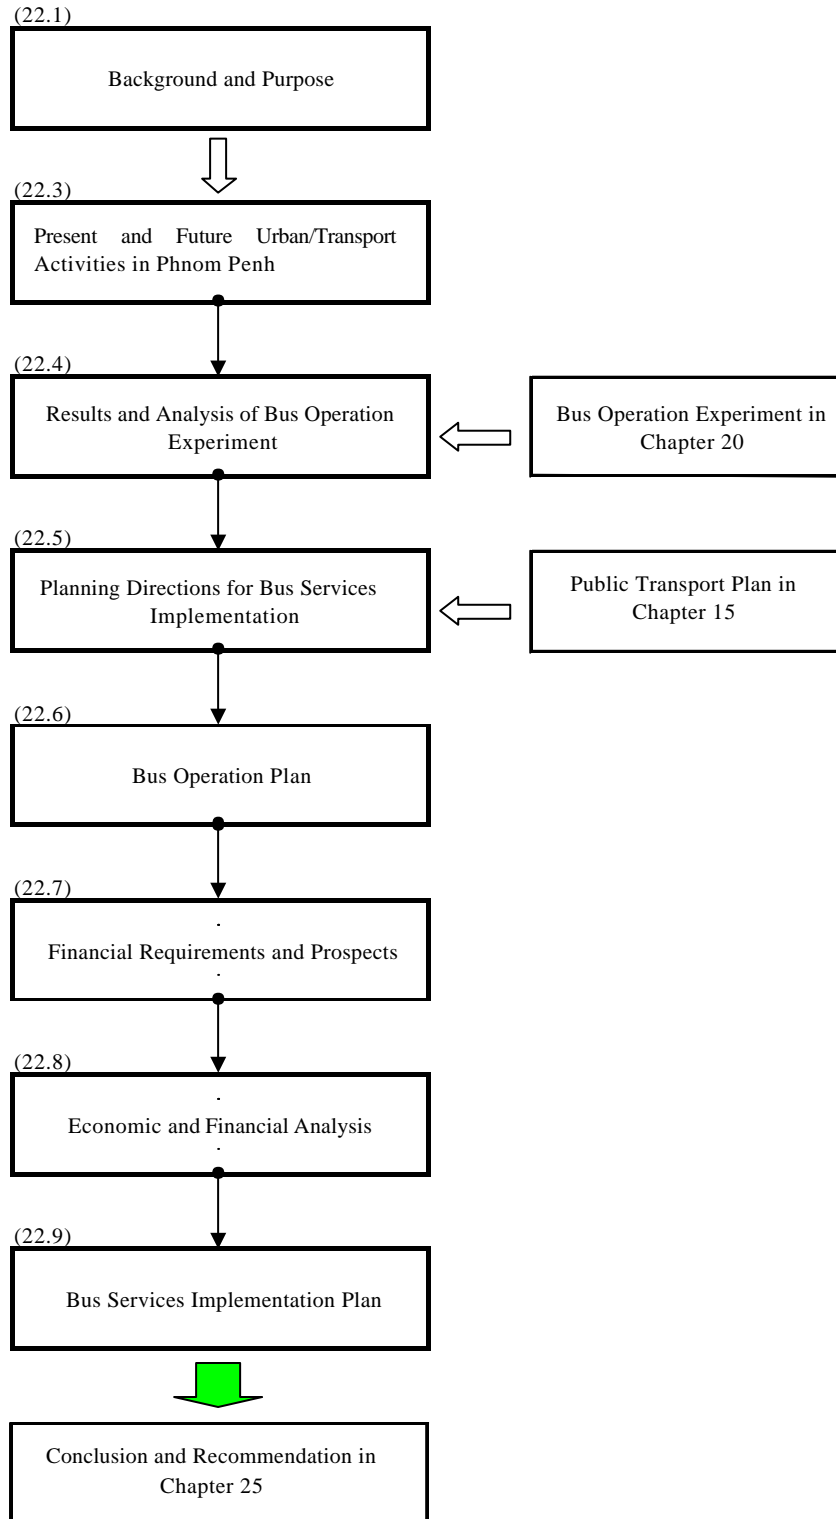 (22.1)
Background and Purpose
(22.3)
Present and Future Urban/Transport
Activities in Phnom Penh
(22.4)
Results and Analysis of Bus Operation
Experiment
Bus Operation Experiment in
Chapter 20
(22.5)
Planning Directions for Bus Services
Implementation
Public Transport Plan in
Chapter 15
(22.6)
Bus Operation Plan
(22.7)
Financial Requirements and Prospects
(22.8)
Economic and Financial Analysis
(22.9)
Bus Services Implementation Plan
Conclusion and Recommendation in
Chapter 25